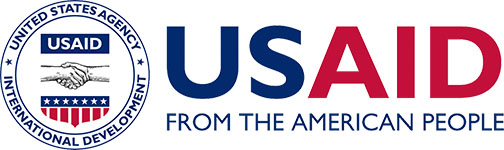 UNITED STATES AGENCY
USAID
INTERNATIONAL DEVELOPMENT
USAID
FROM THE AMERICAN PEOPLE